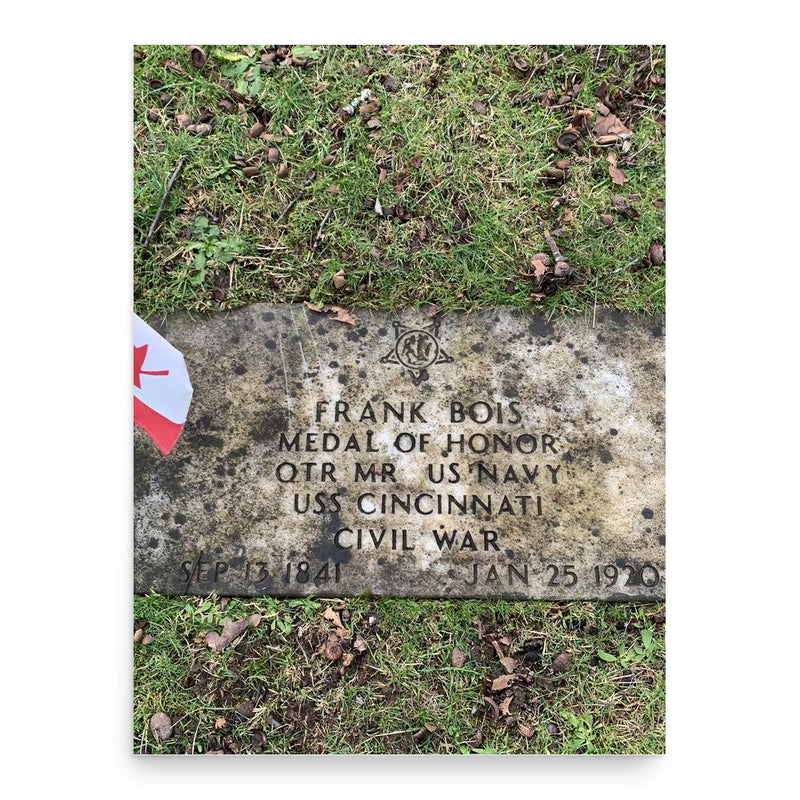 FRANK BOIS
MEDAL OF HONOR
QTR MR US NAVY
USS CINCINNATI
CIVIL WAR
SEP 13 1841 JAN 25 1920